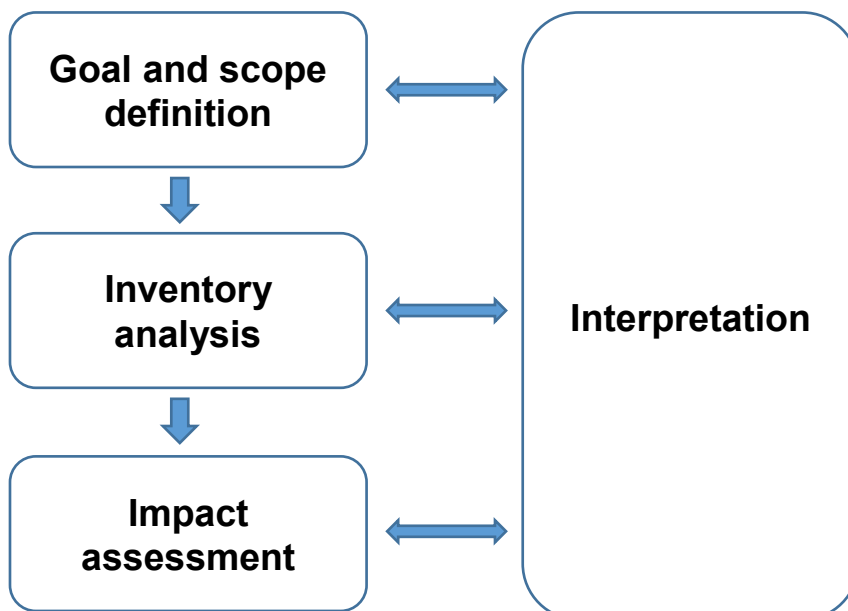 Goal and scope
definition
Inventory
analysis
Interpretation
Impact
assessment